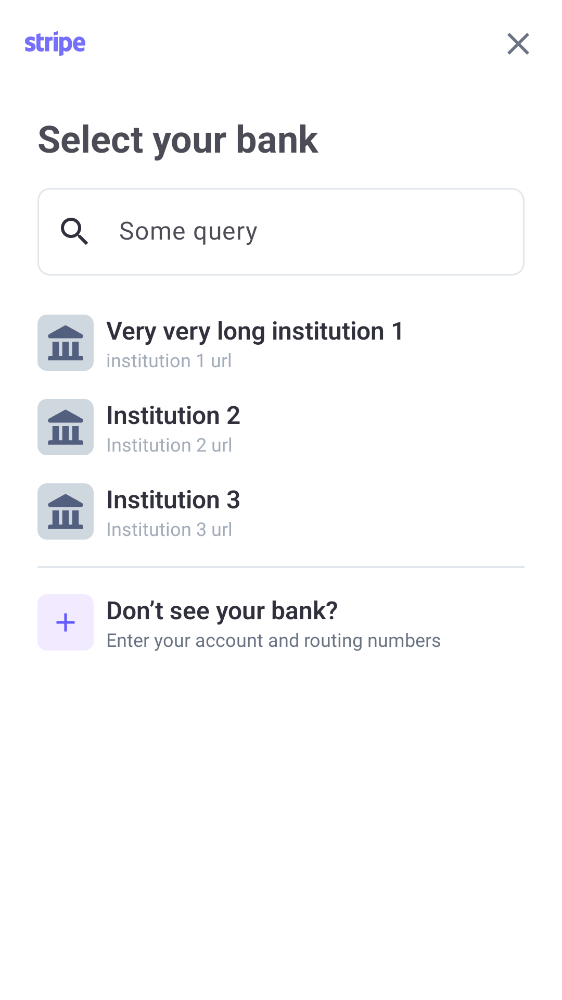 stripe
Select your bank
Some query
Very very long institution 1
institution 1 url
Institution 2
Institution 2 url
Institution 3
Institution 3 url
Don’t see your bank?
Enter your account and routing numbers